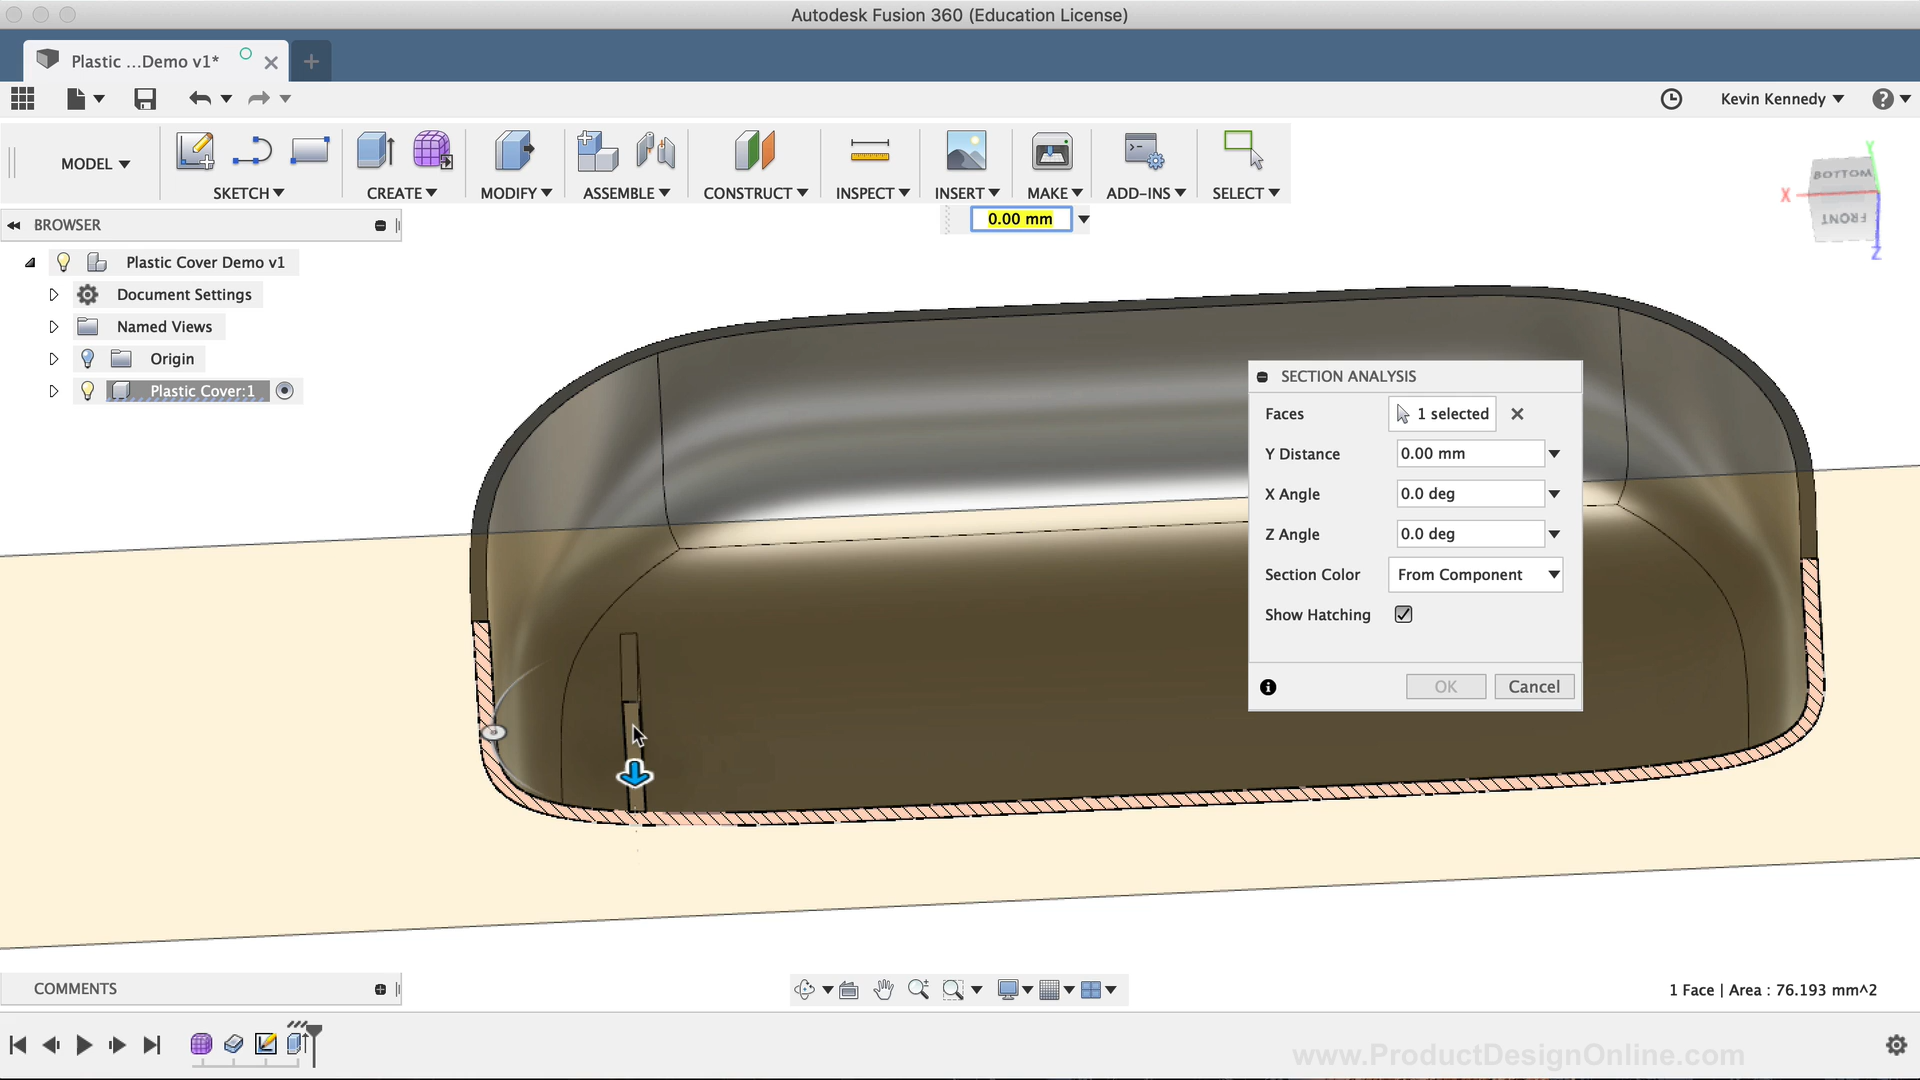 Autodesk Fusion 360 (Education License)
Plastic ...Demo v1*
Kevin Kennedy
MODEL
SKETCH
CREATE
MODIFY
ASSEMBLE
CONSTRUCT
INSPECT
INSERT
MAKE
ADD-INS
SELECT
Y
BOTTOM
X
FRONT
Z
0.00 mm
BROWSER
Plastic Cover Demo v1
Document Settings
Named Views
Origin
Plastic Cover:1
SECTION ANALYSIS
Faces 1 selected
Y Distance 0.00 mm
X Angle 0.0 deg
Z Angle 0.0 deg
Section Color From Component
Show Hatching
OK Cancel
COMMENTS
1 Face | Area : 76.193 mm^2
www.ProductDesignOnline.com